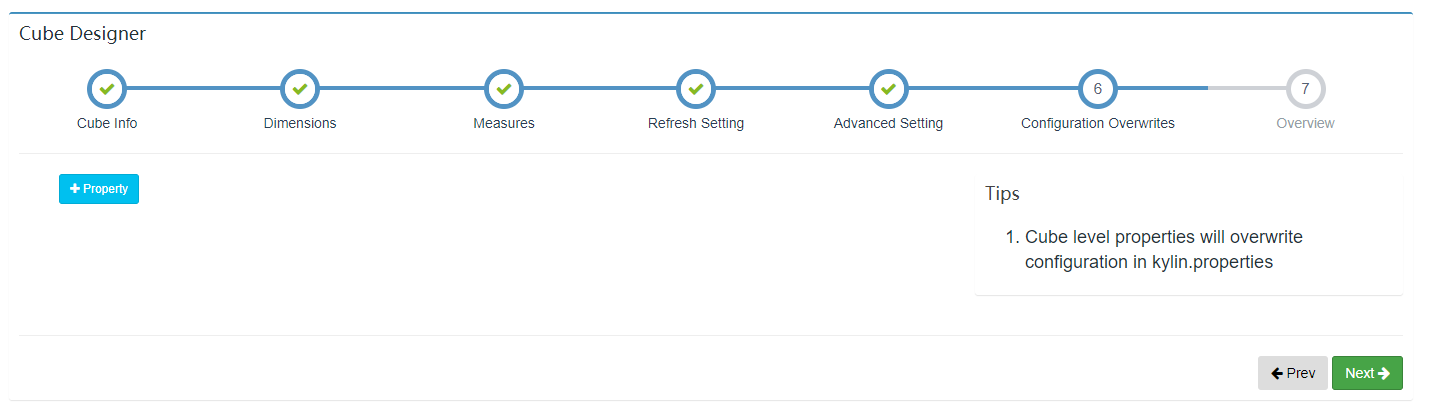 Cube Designer
6
7
Cube Info
Dimensions
Measures
Refresh Setting
Advanced Setting
Configuration Overwrites
Overview
+ Property
Tips
1. Cube level properties will overwrite
configuration in kylin.properties
← Prev
Next →